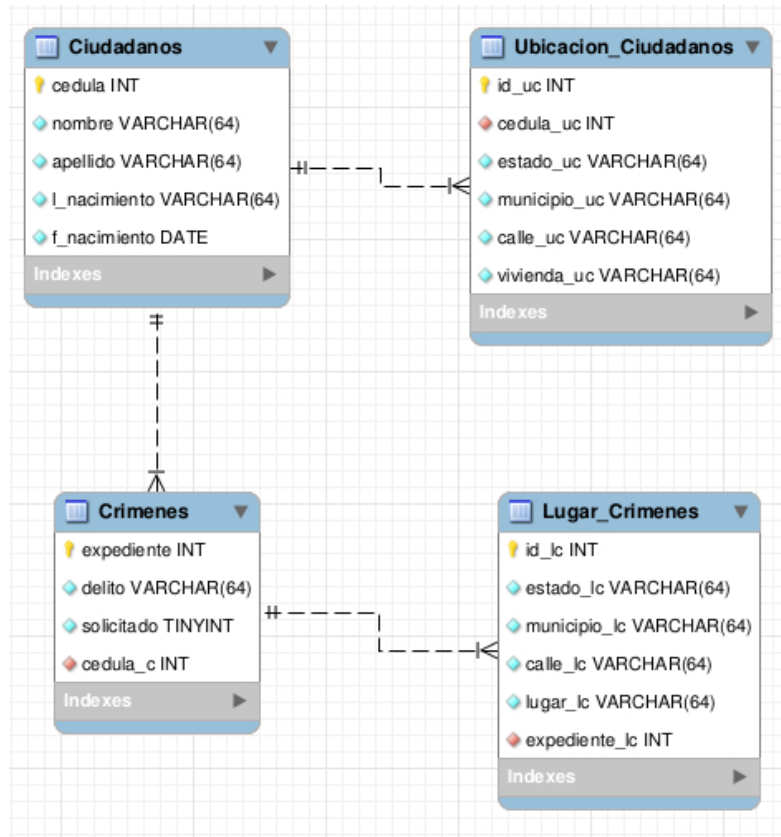 Ciudadanos
cedula INT
nombre VARCHAR(64)
apellido VARCHAR(64)
l_nacimiento VARCHAR(64)
f_nacimiento DATE
Indexes
Ubicacion_Ciudadanos
id_uc INT
cedula_uc INT
estado_uc VARCHAR(64)
municipio_uc VARCHAR(64)
calle_uc VARCHAR(64)
vivienda_uc VARCHAR(64)
Indexes
Crimenes
expediente INT
delito VARCHAR(64)
solicitado TINYINT
cedula_c INT
Indexes
Lugar_Crimenes
id_lc INT
estado_lc VARCHAR(64)
municipio_lc VARCHAR(64)
calle_lc VARCHAR(64)
lugar_lc VARCHAR(64)
expediente_lc INT
Indexes